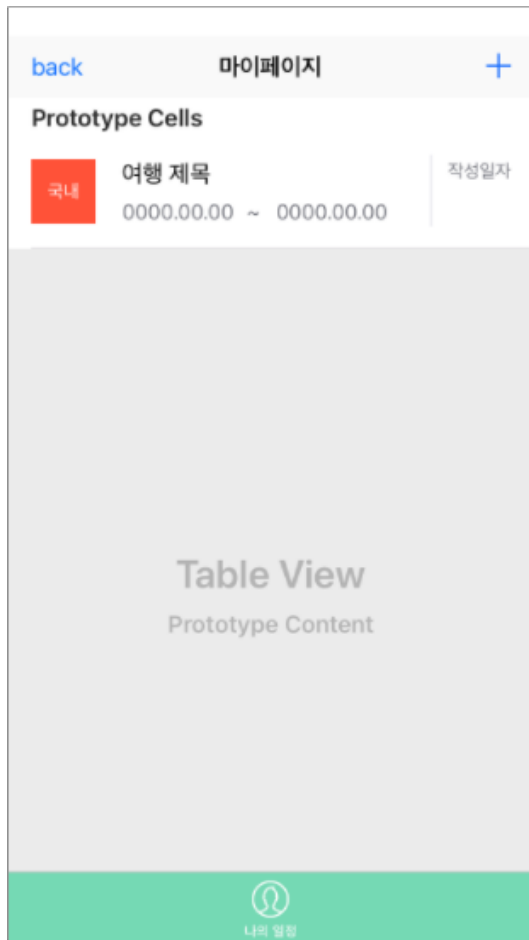 back 마이페이지 +
Prototype Cells
국내 여행 제목 작성일자
0000.00.00 ~ 0000.00.00
Table View
Prototype Content
나의 일정